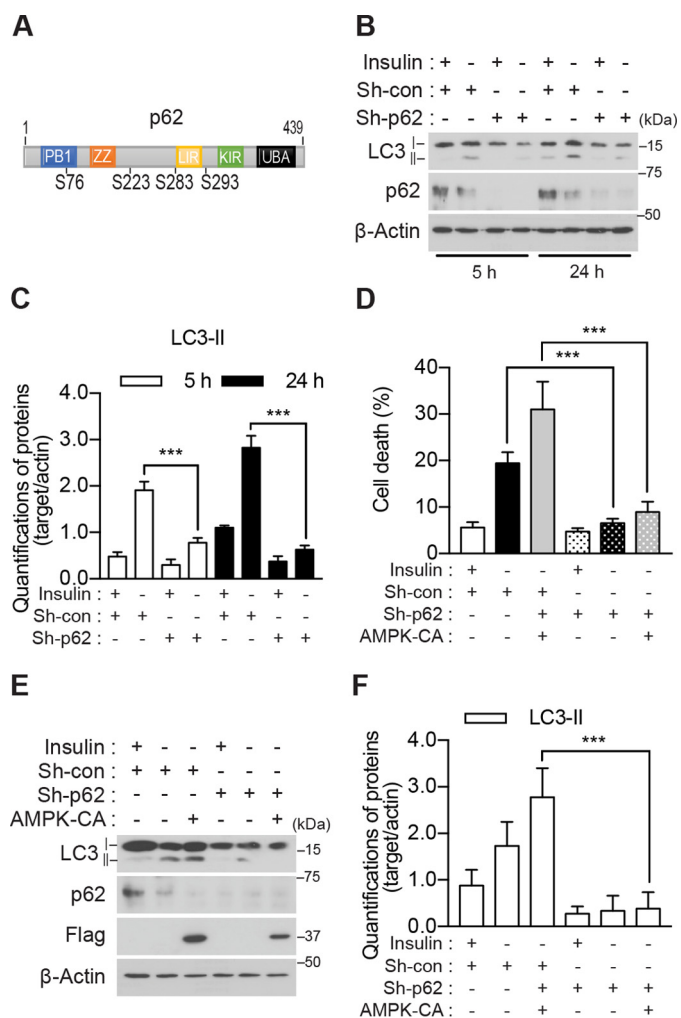 A
p62
1
439
PB1 ZZ LIR KIR UBA
S76 S223 S283 S293
B
Insulin : + - + - + - + -
Sh-con : + + - - + + - -
Sh-p62 : - - + + - - + + (kDa)
LC3 I II 15
75
p62
50
β-Actin
5 h 24 h
C
LC3-II
5 h 24 h
Quantifications of proteins
(target/actin)
4.0
3.0
2.0
1.0
0.0
*** ***
Insulin : + - + - + - + -
Sh-con : + + - - + + - -
Sh-p62 : - - + + - - + +
D
Cell death (%)
40
30
20
10
0
***
***
Insulin : + - - + - -
Sh-con : + + + - - -
Sh-p62 : - - + + + +
AMPK-CA : - - + - - +
E
Insulin : + - - + - -
Sh-con : + + + - - -
Sh-p62 : - - - + + +
AMPK-CA : - - + - - + (kDa)
LC3 I II 15
75
p62
Flag 37
50
β-Actin
F
LC3-II
Quantifications of proteins
(target/actin)
4.0
3.0
2.0
1.0
0.0
***
Insulin : + - - + - -
Sh-con : + + + - - -
Sh-p62 : - - + + + +
AMPK-CA : - - + - - +